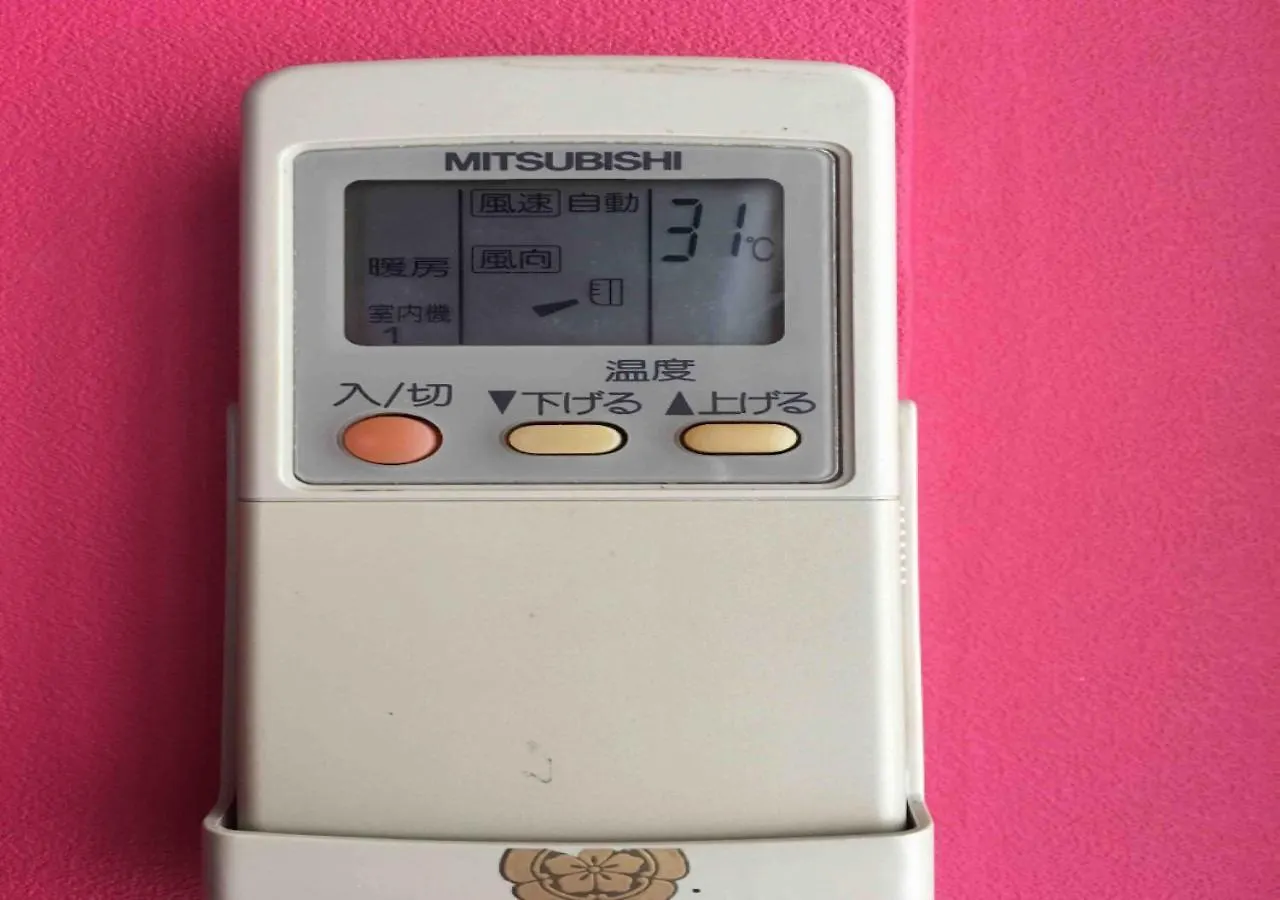 MITSUBISHI
風速 自動
31℃
風向
暖房
室内機
1
温度
入/切
▼下げる
▲上げる